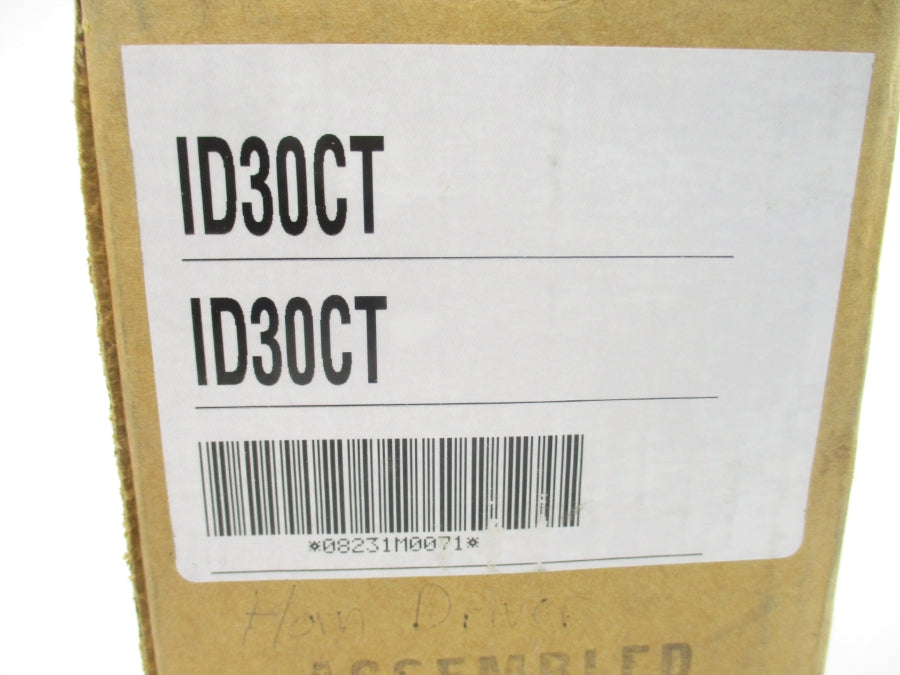 ID30CT
ID30CT
*08231M0071*
Horn Driver
ASSEMBLED